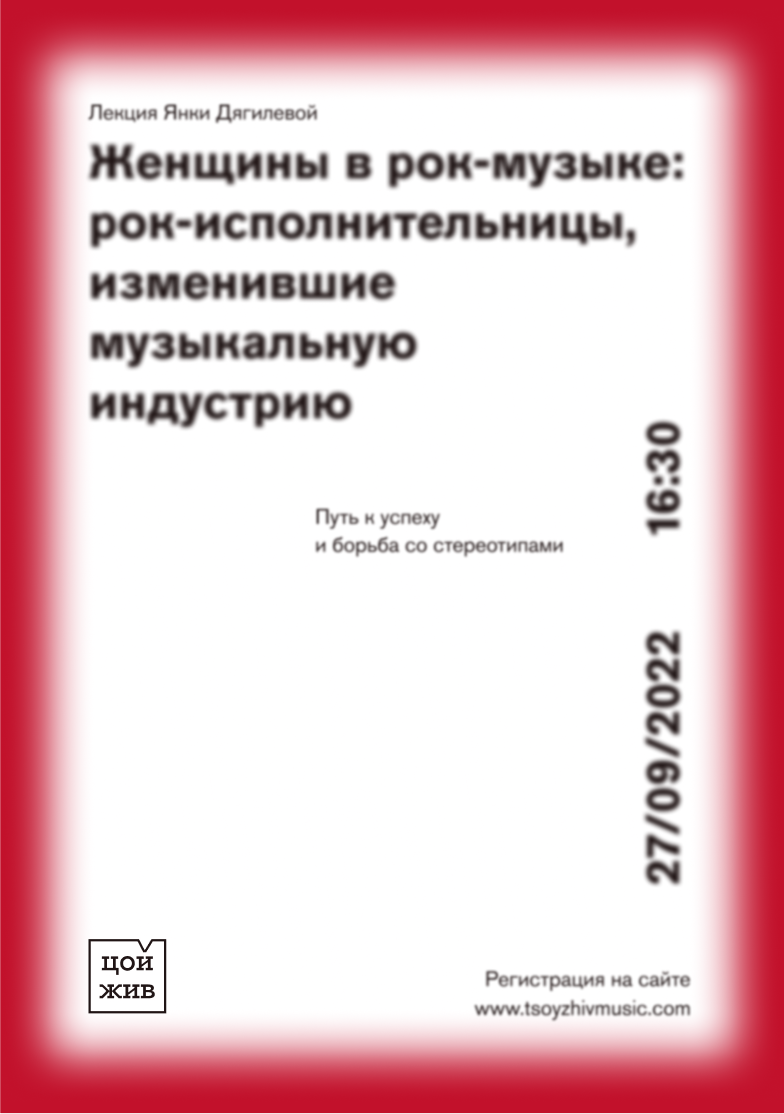 Лекция Янки Дягилевой
Женщины в рок-музыке:
рок-исполнительницы,
изменившие
музыкальную
индустрию
16:30
Путь к успеху
и борьба со стереотипами
27/09/2022
цой
жив
Регистрация на сайте
www.tsoyzhivmusic.com